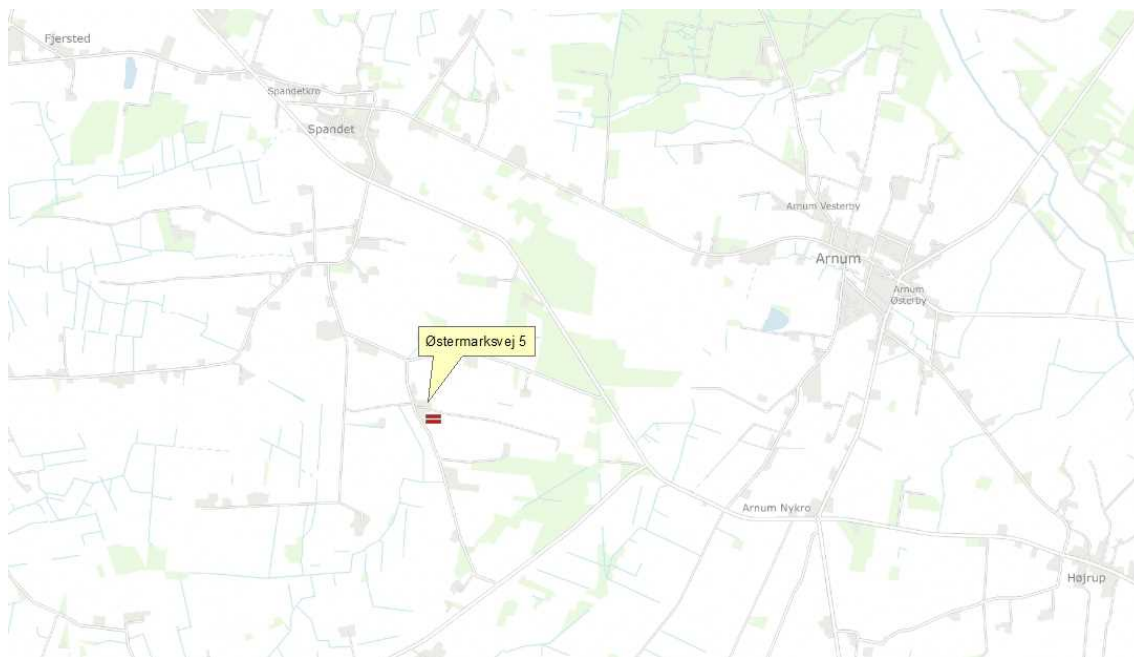 Fjersted
Spandetkro
Spandet
Arnum Vesterby
Arnum
Arnum
Østerby
Østermarksvej 5
Arnum Nykro
Højrup